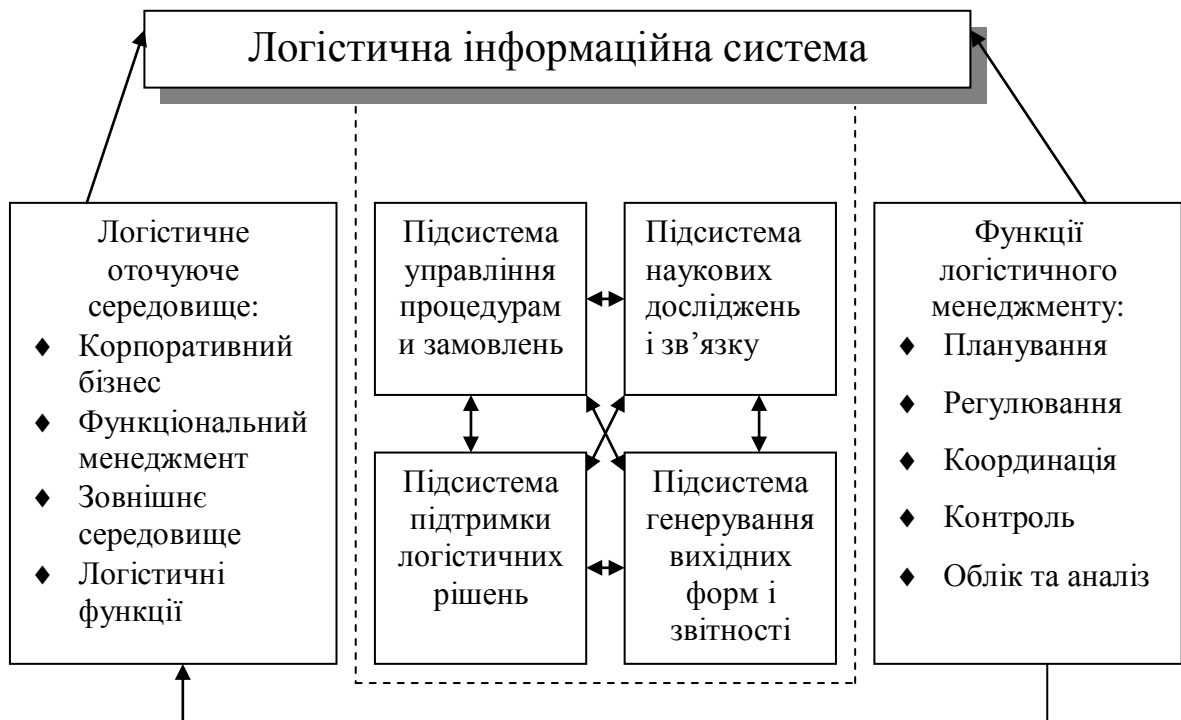 Логістична інформаційна система
Логістичне
оточуюче
середовище:
♦ Корпоративний
бізнес
♦ Функціональний
менеджмент
♦ Зовнішнє
середовище
♦ Логістичні
функції
Підсистема
управління
процедурам
и замовлень
Підсистема
наукових
досліджень
і зв’язку
Підсистема
підтримки
логістичних
рішень
Підсистема
генерування
вихідних
форм і
звітності
Функції
логістичного
менеджменту:
♦ Планування
♦ Регулювання
♦ Координація
♦ Контроль
♦ Облік та аналіз